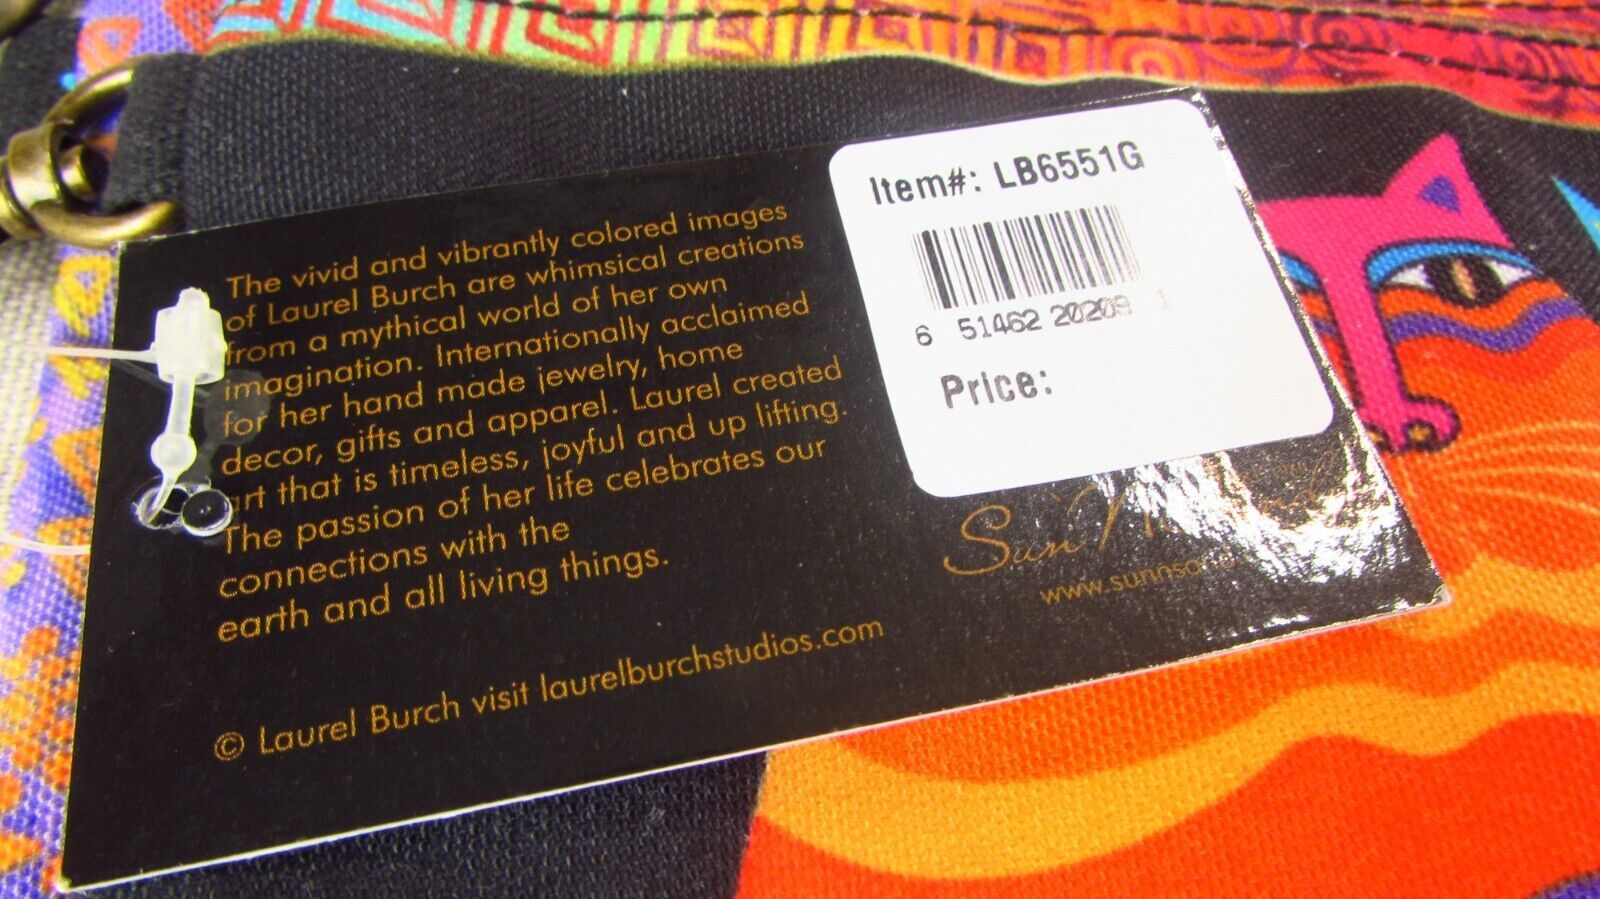 The vivid and vibrantly colored images
of Laurel Burch are whimsical creations
from a mythical world of her own
imagination. Internationally acclaimed
for her hand made jewelry, home
decor, gifts and apparel. Laurel created
art that is timeless, joyful and up lifting.
The passion of her life celebrates our
connections with the
earth and all living things.
© Laurel Burch visit laurelburchstudios.com
Item#: LB6551G
6 51462 20209 1
Price:
Sun